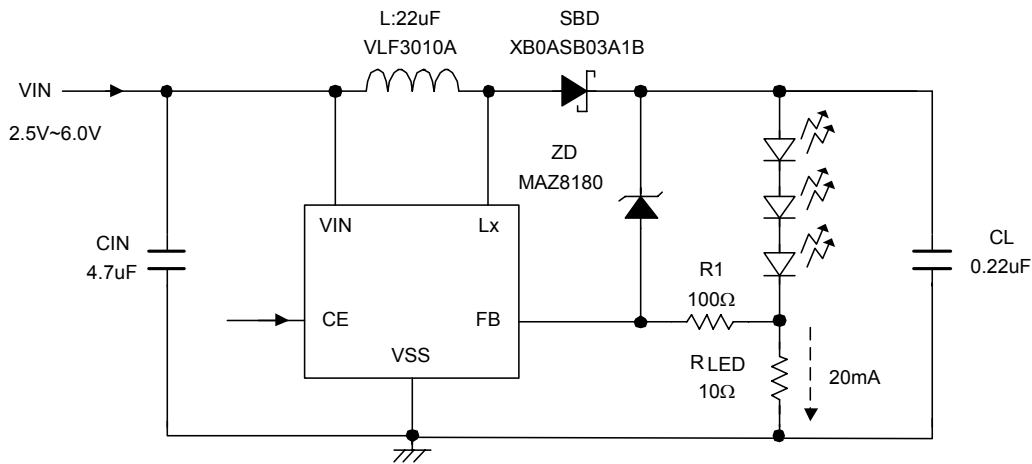 L:22uF
VLF3010A
SBD
XB0ASB03A1B
VIN
2.5V~6.0V
ZD
MAZ8180
VIN
Lx
CIN
4.7uF
CL
0.22uF
R1
100Ω
CE
FB
VSS
RLED
10Ω
20mA